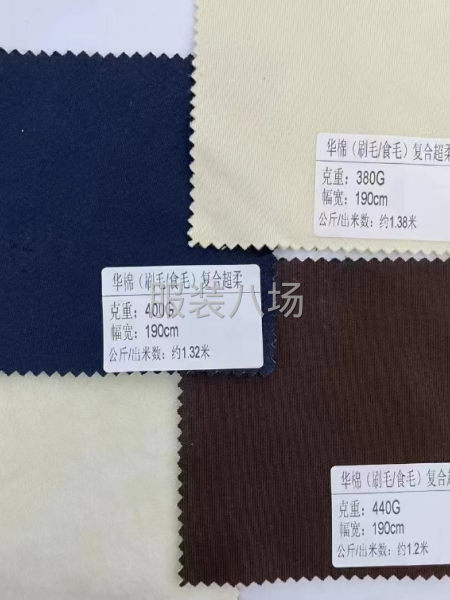 华棉（刷毛/食毛）复合超柔
克重：380G
幅宽：190cm
公斤/出米数：约1.38米
华棉（刷毛/食毛）复合超柔
克重：400G
幅宽：190cm
公斤/出米数：约1.32米
服装八场
华棉（刷毛/食毛）复合超
克重：440G
幅宽：190cm
公斤/出米数：约1.2米